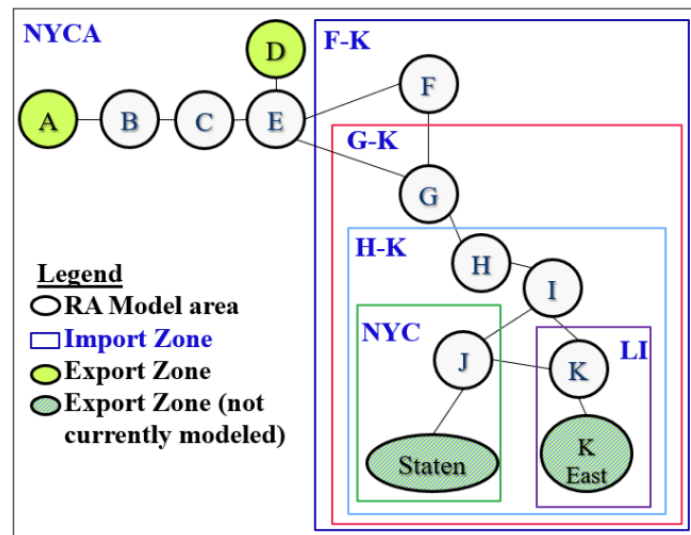 NYCA
F-K
D
F
A
B
C
E
G-K
G
H-K
H
I
Legend
RA Model area
Import Zone
Export Zone
Export Zone (not
currently modeled)
NYC
LI
J
K
Staten
K
East